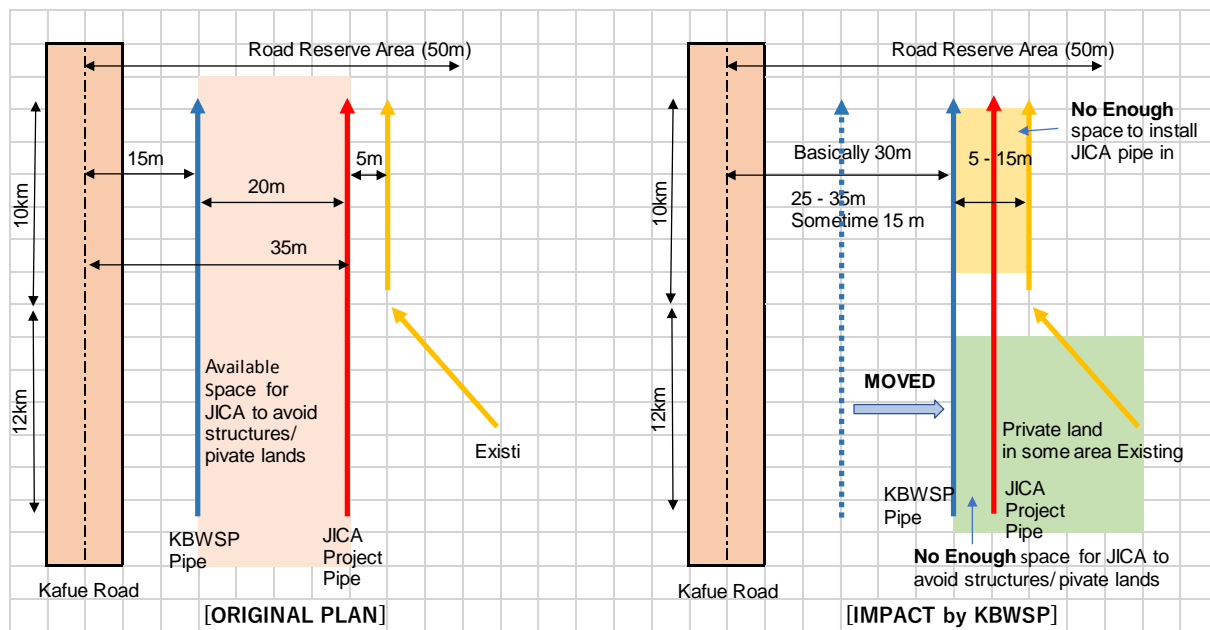 Road Reserve Area (50m)
15m
5m
20m
35m
10km
12km
Available
Space for
JICA to avoid
structures/
pivate lands
Existi
KBWSP
Pipe
JICA
Project
Pipe
Kafue Road
[ORIGINAL PLAN]
Road Reserve Area (50m)
No Enough
space to install
JICA pipe in
Basically 30m
5 - 15m
25 - 35m
Sometime 15 m
10km
12km
MOVED
Private land
in some area Existing
KBWSP
Pipe
JICA
Project
Pipe
No Enough space for JICA to
avoid structures/ pivate lands
Kafue Road
[IMPACT by KBWSP]